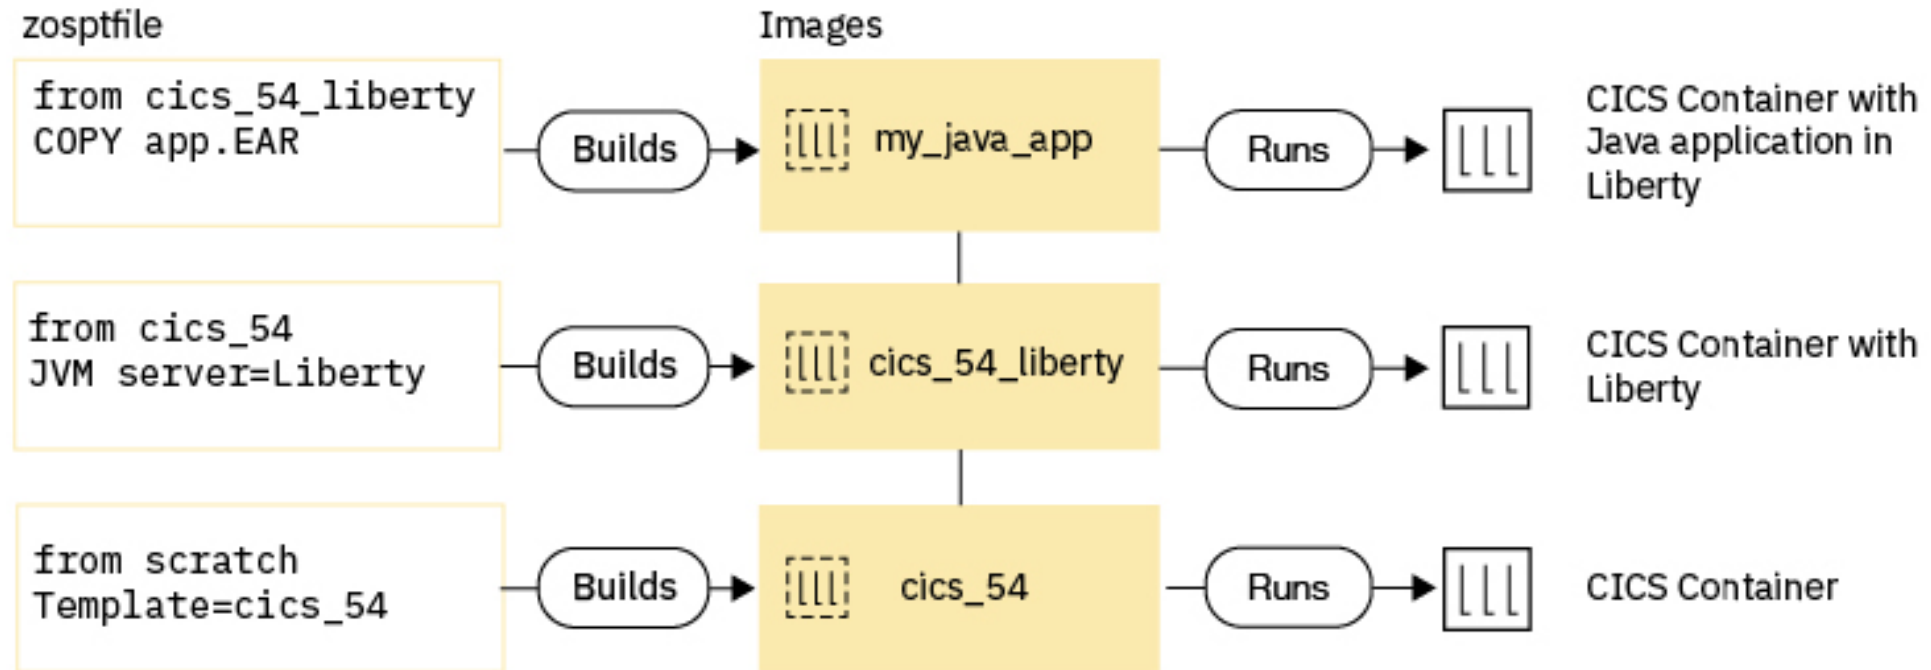 zosptfile
Images
from cics_54_liberty
COPY app.EAR
Builds
my_java_app
Runs
CICS Container with
Java application in
Liberty
from cics_54
JVM server=Liberty
Builds
cics_54_liberty
Runs
CICS Container with
Liberty
from scratch
Template=cics_54
Builds
cics_54
Runs
CICS Container